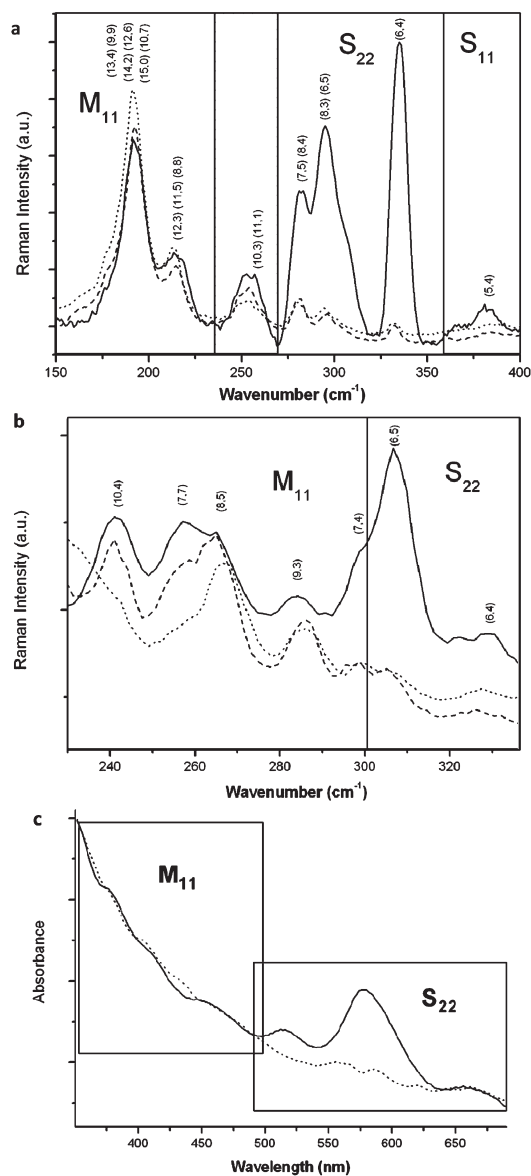 a
M11
S22
S11
(13,4) (9,9)
(14,2) (12,6)
(15,0) (10,7)
(12,3) (11,5) (8,8)
(10,3) (11,1)
(7,5) (8,4)
(8,3) (6,5)
(6,4)
(5,4)
Raman Intensity (a.u.)
150 200 250 300 350 400
Wavenumber (cm-1)
b
M11
S22
(10,4)
(7,7)
(8,5)
(9,3)
(7,4)
(6,5)
(6,4)
Raman Intensity (a.u.)
240 260 280 300 320
Wavenumber (cm-1)
c
M11
S22
Absorbance
400 450 500 550 600 650
Wavelength (nm)